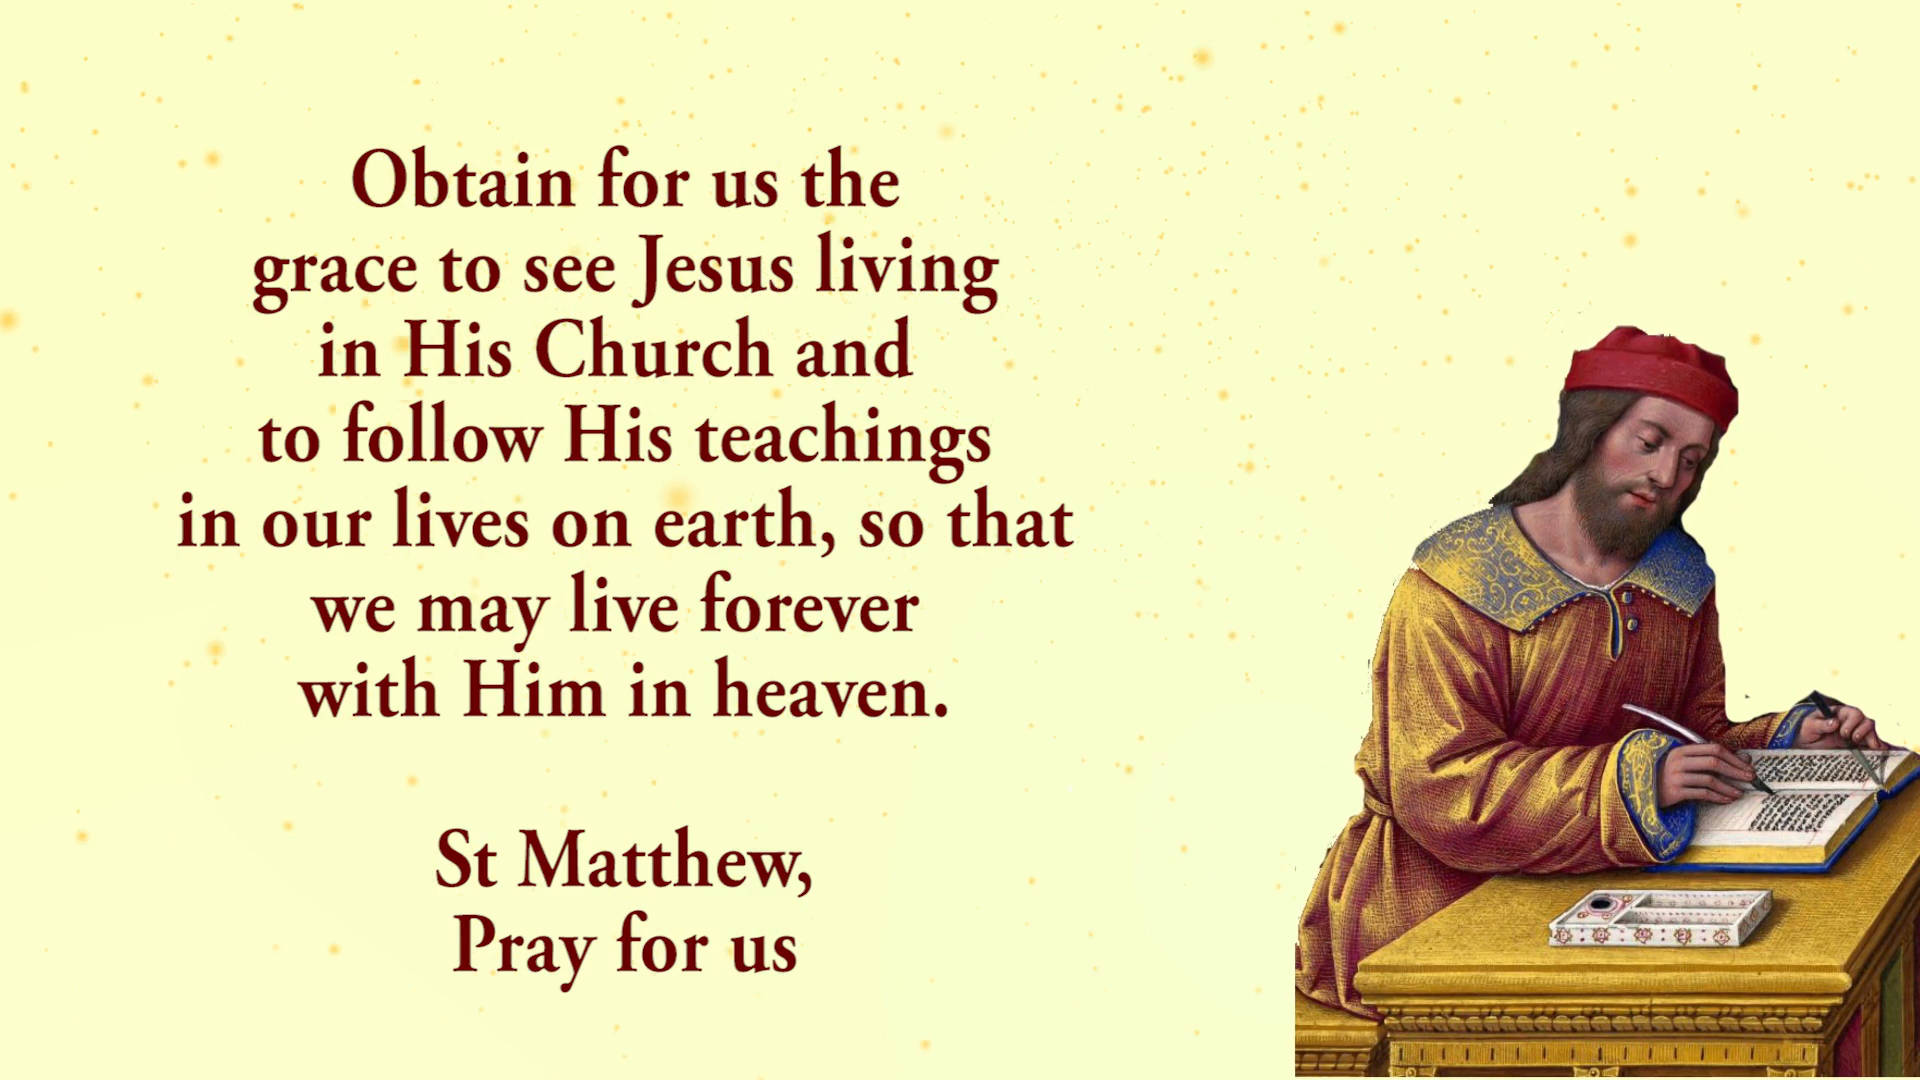 Obtain for us the
grace to see Jesus living
in His Church and
to follow His teachings
in our lives on earth, so that
we may live forever
with Him in heaven.
St Matthew,
Pray for us